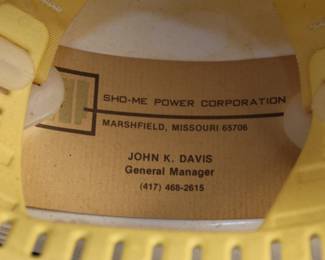 SHO-ME POWER CORPORATION
MARSHFIELD, MISSOURI 65706
JOHN K. DAVIS
General Manager
(417) 468-2615